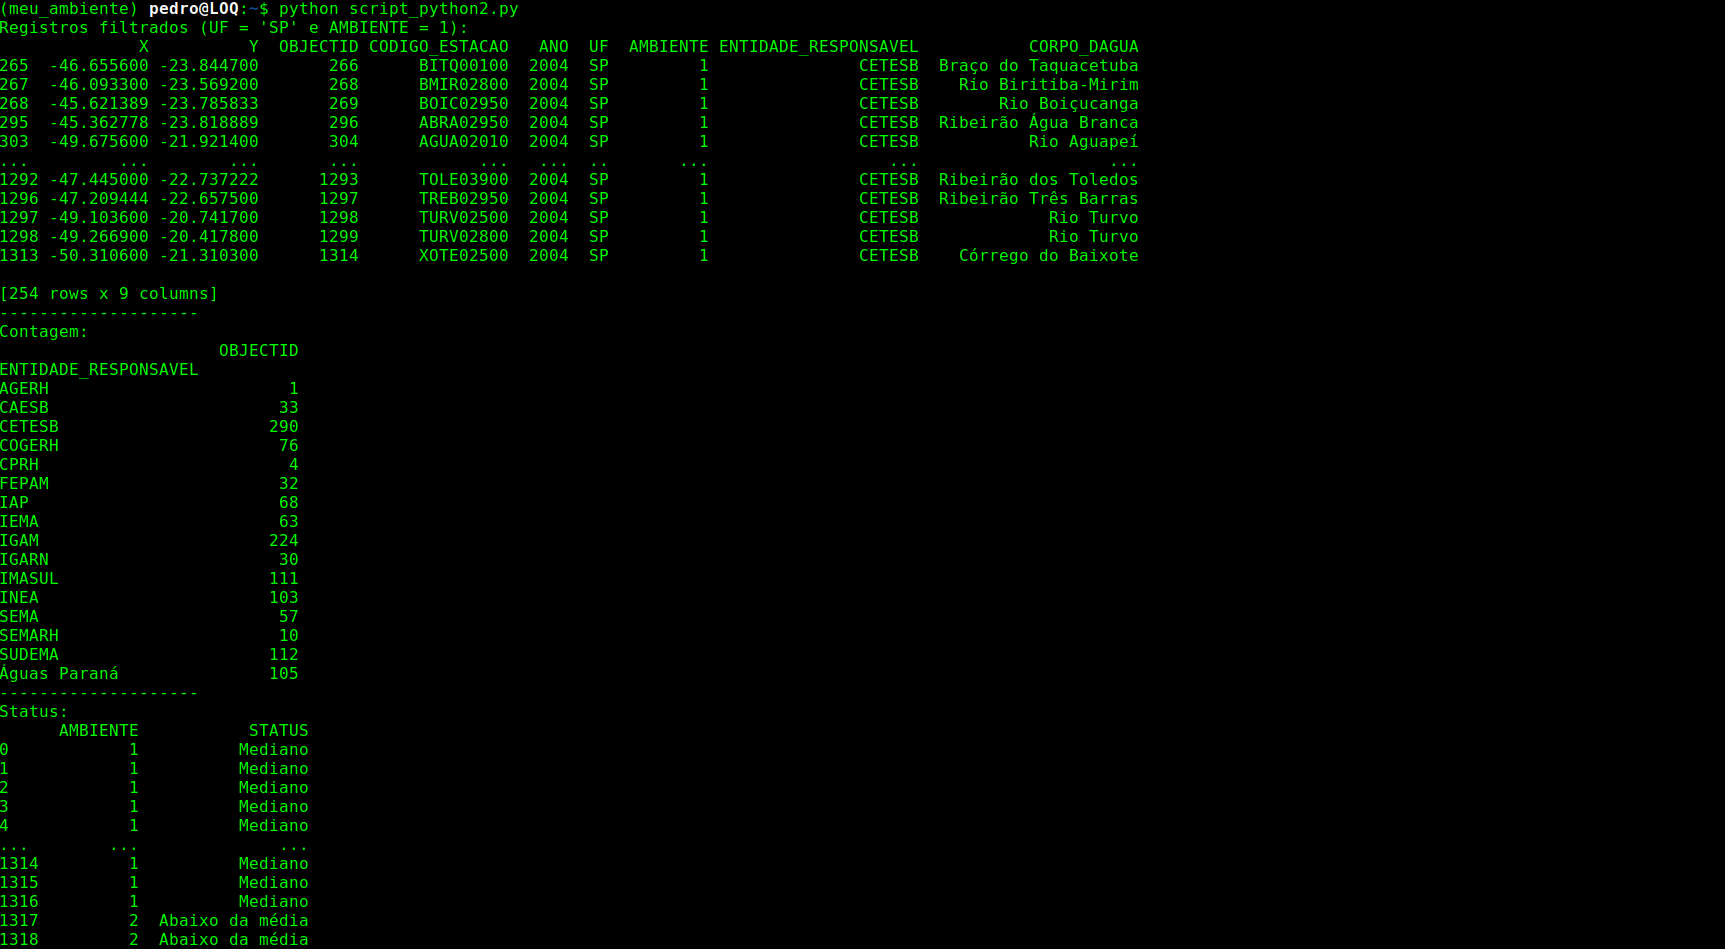 (meu_ambiente) pedro@LOQ:~$ python script_python2.py
Registros filtrados (UF = 'SP' e AMBIENTE = 1):
              X          Y  OBJECTID CODIGO_ESTACAO   ANO  UF  AMBIENTE ENTIDADE_RESPONSAVEL           CORPO_DAGUA
265  -46.655600 -23.844700       266      BITQ00100  2004  SP         1               CETESB  Braço do Taquacetuba
267  -46.093300 -23.569200       268      BMIR02800  2004  SP         1               CETESB    Rio Biritiba-Mirim
268  -45.621389 -23.785833       269      BOIC02950  2004  SP         1               CETESB        Rio Boiçucanga
295  -45.362778 -23.818889       296      ABRA02950  2004  SP         1               CETESB  Ribeirão Água Branca
303  -49.675600 -21.921400       304      AGUA02010  2004  SP         1               CETESB           Rio Aguapeí
...         ...        ...       ...            ...   ...  ..       ...                  ...                   ...
1292 -47.445000 -22.737222      1293      TOLE03900  2004  SP         1               CETESB  Ribeirão dos Toledos
1296 -47.209444 -22.657500      1297      TREB02950  2004  SP         1               CETESB  Ribeirão Três Barras
1297 -49.103600 -20.741700      1298      TURV02500  2004  SP         1               CETESB             Rio Turvo
1298 -49.266900 -20.417800      1299      TURV02800  2004  SP         1               CETESB             Rio Turvo
1313 -50.310600 -21.310300      1314      XOTE02500  2004  SP         1               CETESB    Córrego do Baixote

[254 rows x 9 columns]
--------------------
Contagem:
                      OBJECTID
ENTIDADE_RESPONSAVEL
AGERH                        1
CAESB                       33
CETESB                     290
COGERH                      76
CPRH                         4
FEPAM                       32
IAP                         68
IEMA                        63
IGAM                       224
IGARN                       30
IMASUL                     111
INEA                       103
SEMA                        57
SEMARH                      10
SUDEMA                     112
Águas Paraná               105
--------------------
Status:
      AMBIENTE           STATUS
0            1          Mediano
1            1          Mediano
2            1          Mediano
3            1          Mediano
4            1          Mediano
...        ...              ...
1314         1          Mediano
1315         1          Mediano
1316         1          Mediano
1317         2  Abaixo da média
1318         2  Abaixo da média